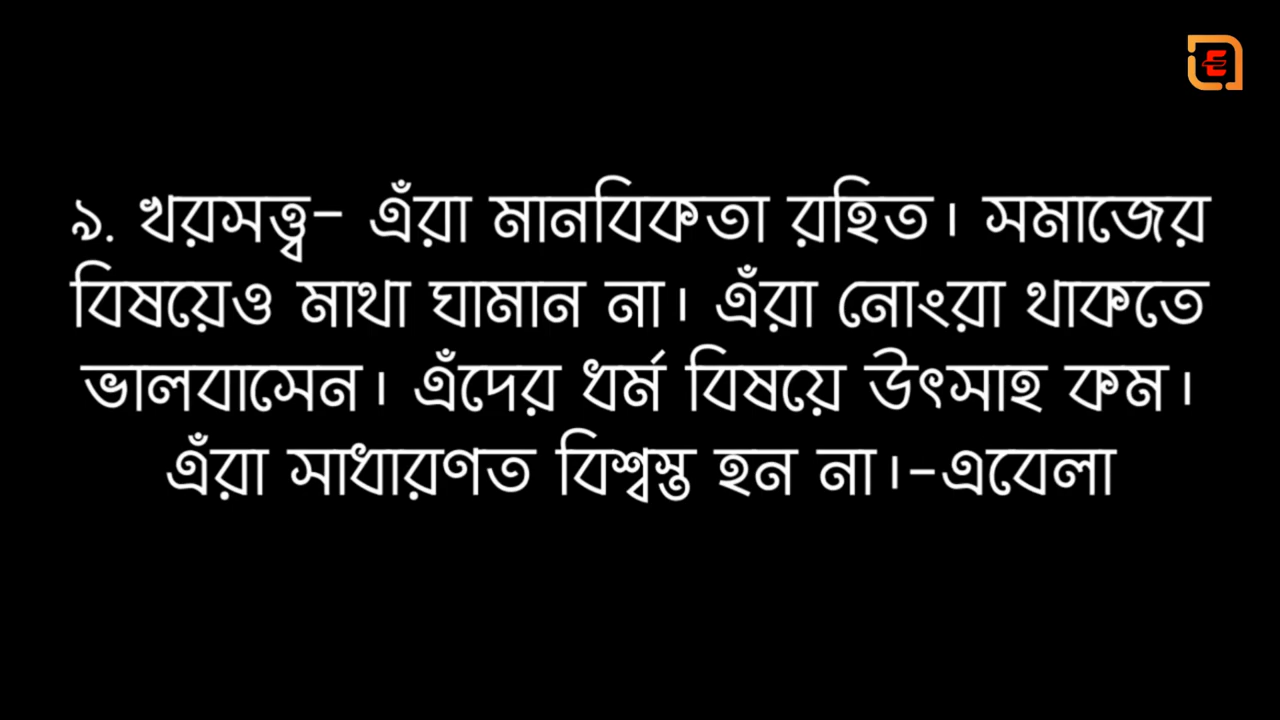 ৯. খরসত্ত্ব- এঁরা মানবিকতা রহিত। সমাজের
বিষয়েও মাথা ঘামান না। এঁরা নোংরা থাকতে
ভালবাসেন। এঁদের ধর্ম বিষয়ে উৎসাহ কম।
এঁরা সাধারণত বিশ্বস্ত হন না।-এবেলা